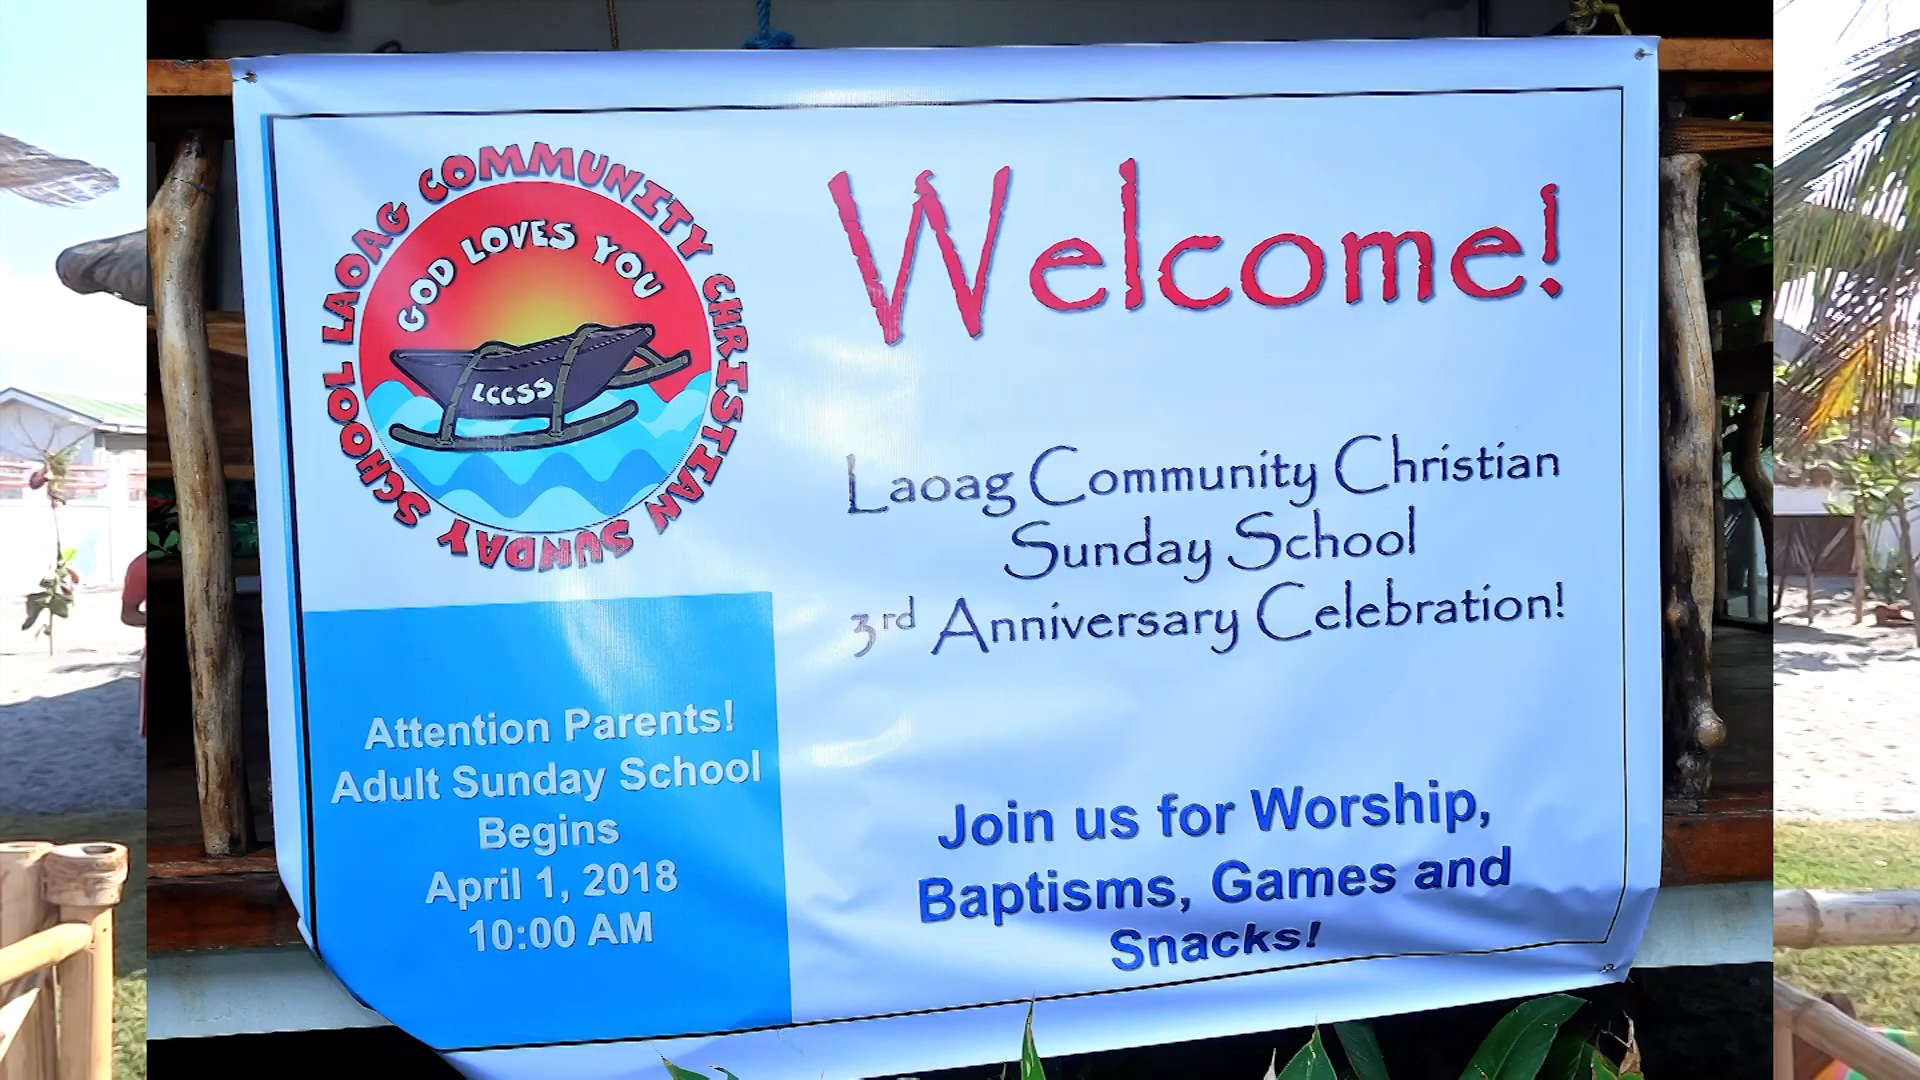 LAOAG COMMUNITY CHRISTIAN SUNDAY SCHOOL
GOD LOVES YOU
LCCSS
Welcome!
Laoag Community Christian
Sunday School
3rd Anniversary Celebration!
Attention Parents!
Adult Sunday School
Begins
April 1, 2018
10:00 AM
Join us for Worship,
Baptisms, Games and
Snacks!